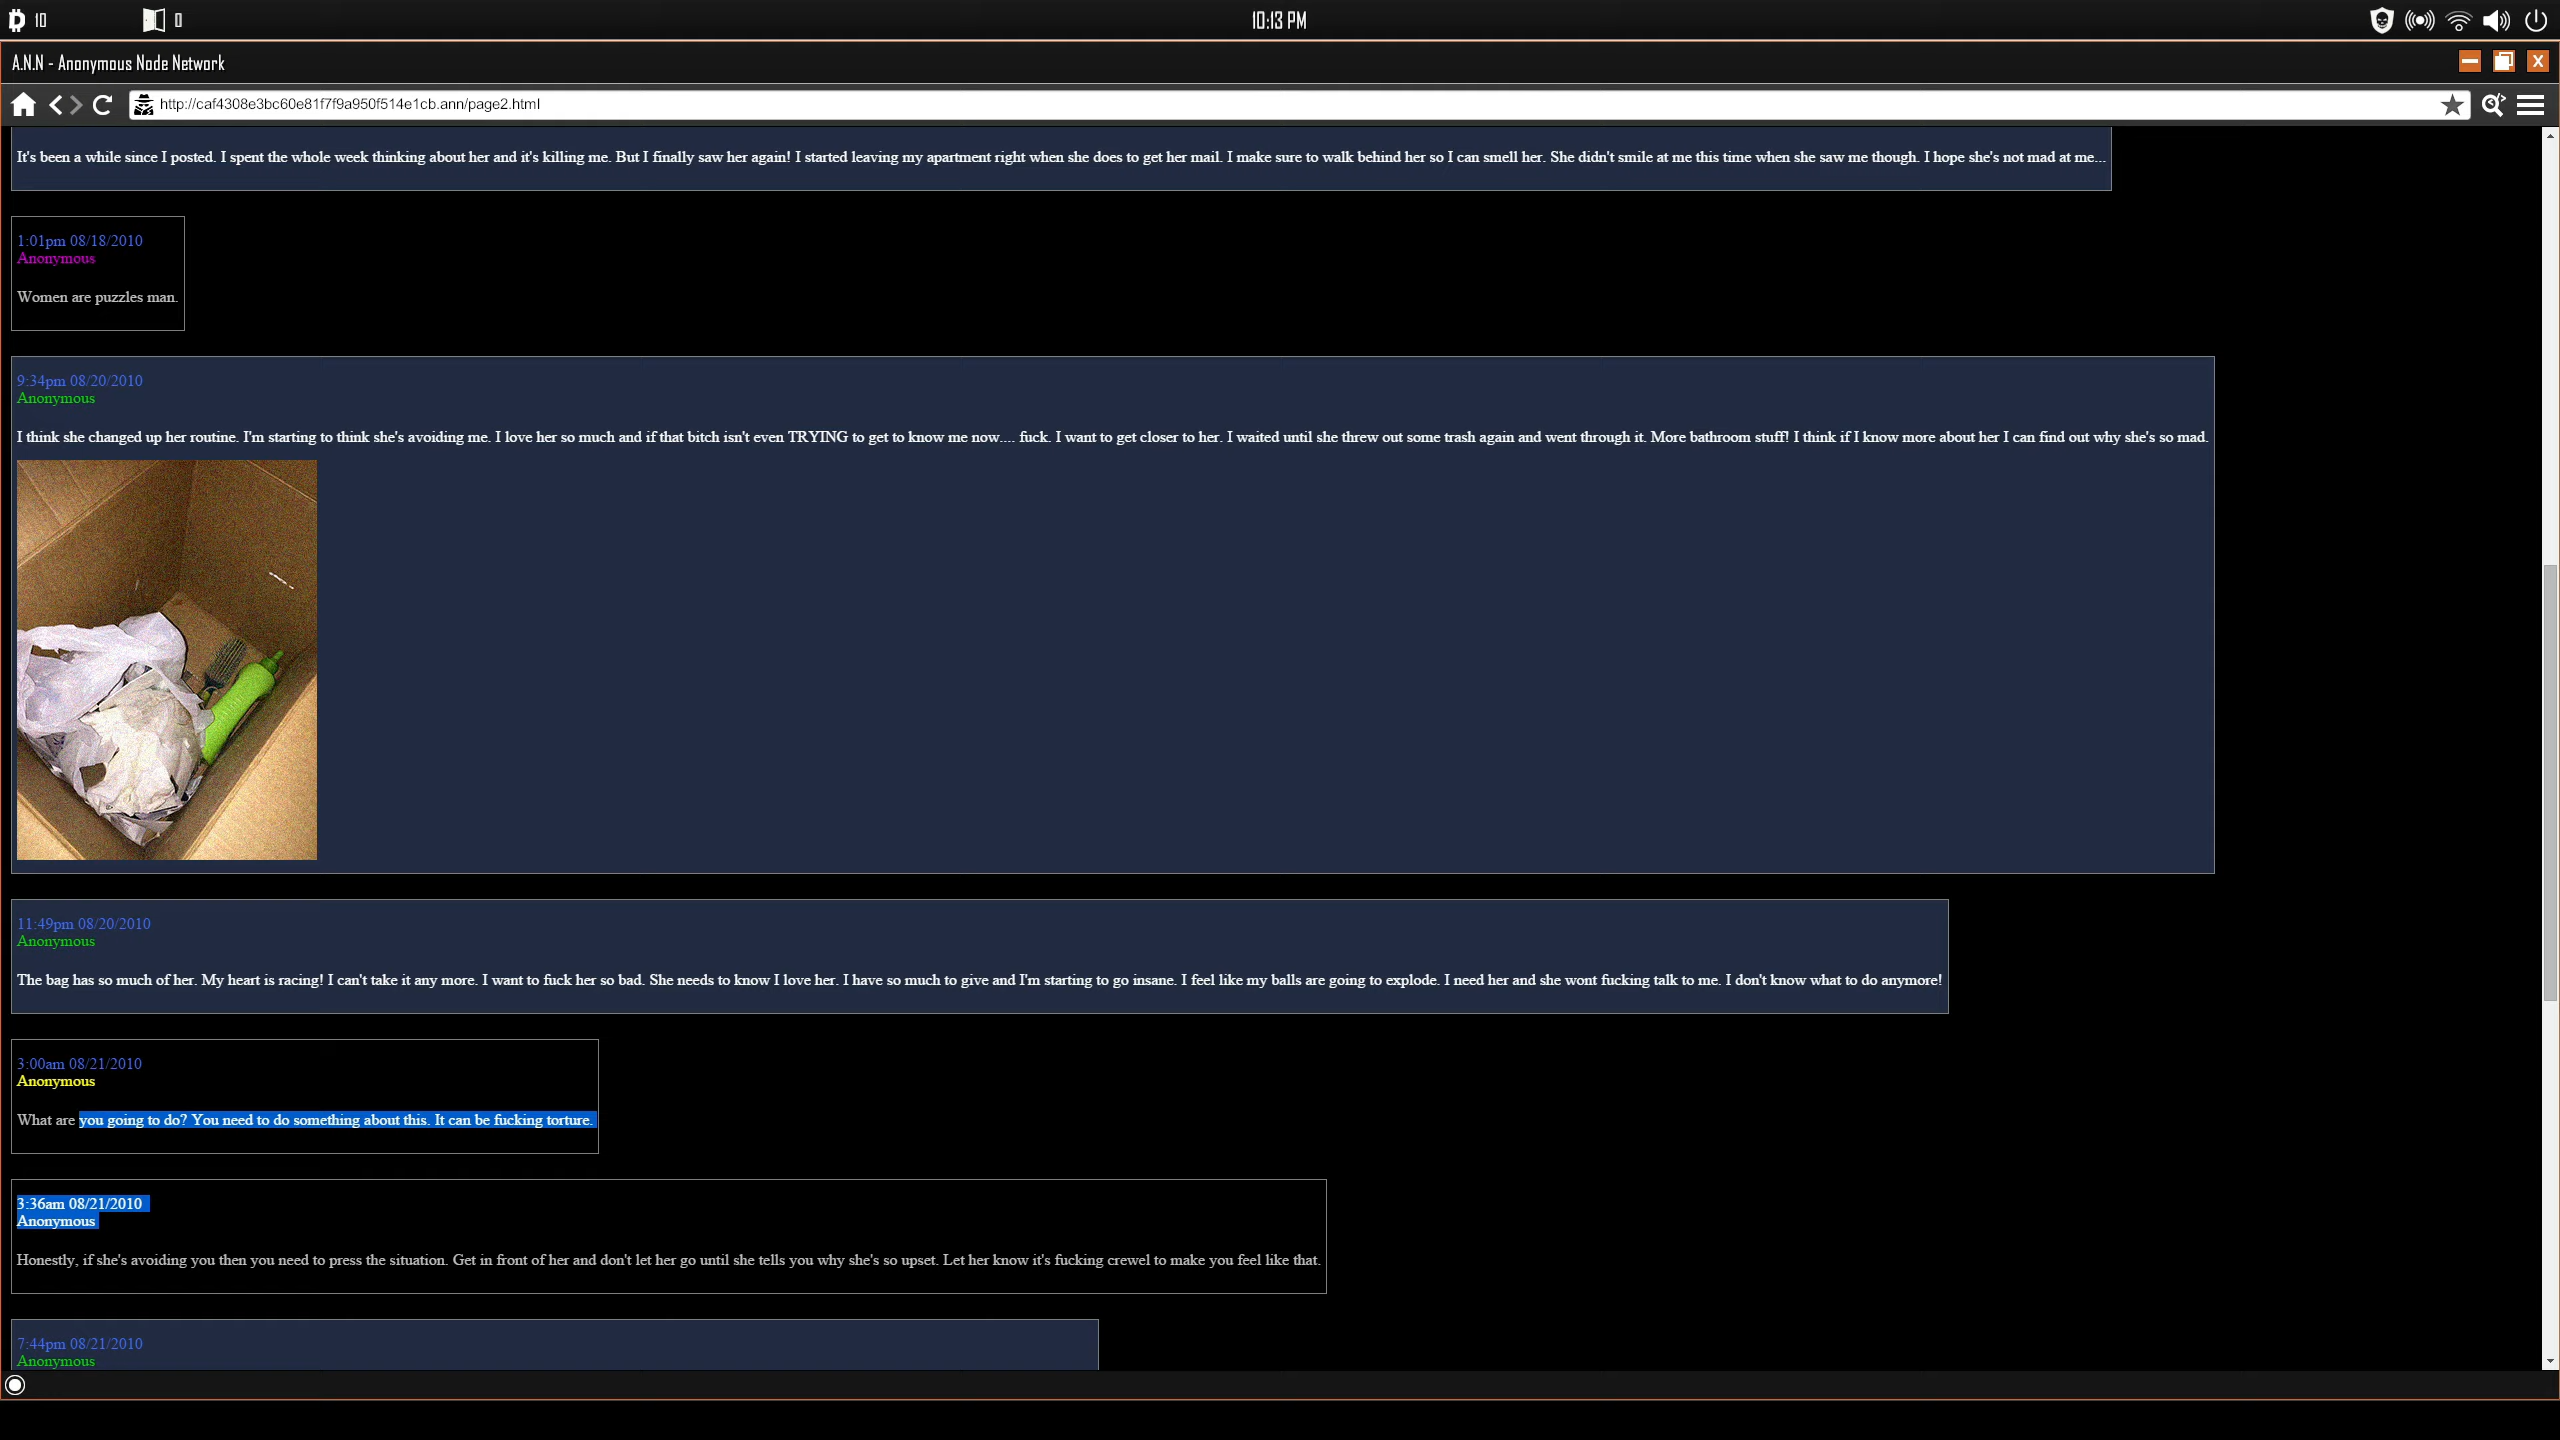 10 0 10:13 PM
A.N.N - Anonymous Node Network
http://caf4308e3bc60e81f7f9a950f514e1cb.ann/page2.html
It's been a while since I posted. I spent the whole week thinking about her and it's killing me. But I finally saw her again! I started leaving my apartment right when she does to get her mail. I make sure to walk behind her so I can smell her. She didn't smile at me this time when she saw me though. I hope she's not mad at me...
1:01pm 08/18/2010
Anonymous
Women are puzzles man.
9:34pm 08/20/2010
Anonymous
I think she changed up her routine. I'm starting to think she's avoiding me. I love her so much and if that bitch isn't even TRYING to get to know me now.... fuck. I want to get closer to her. I waited until she threw out some trash again and went through it. More bathroom stuff! I think if I know more about her I can find out why she's so mad.
11:49pm 08/20/2010
Anonymous
The bag has so much of her. My heart is racing! I can't take it any more. I want to fuck her so bad. She needs to know I love her. I have so much to give and I'm starting to go insane. I feel like my balls are going to explode. I need her and she wont fucking talk to me. I don't know what to do anymore!
3:00am 08/21/2010
Anonymous
What are you going to do? You need to do something about this. It can be fucking torture.
3:36am 08/21/2010
Anonymous
Honestly, if she's avoiding you then you need to press the situation. Get in front of her and don't let her go until she tells you why she's so upset. Let her know it's fucking crewel to make you feel like that.
7:44pm 08/21/2010
Anonymous